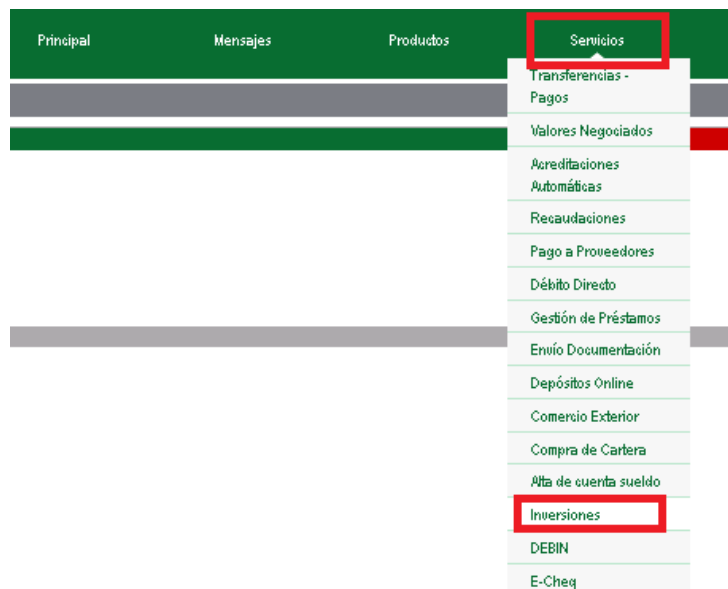 Principal Mensajes Productos Servicios
Transferencias -
Pagos
Valores Negociados
Acreditaciones
Automáticas
Recaudaciones
Pago a Proveedores
Débito Directo
Gestión de Préstamos
Envío Documentación
Depósitos Online
Comercio Exterior
Compra de Cartera
Alta de cuenta sueldo
Inversiones
DEBIN
E-Cheq